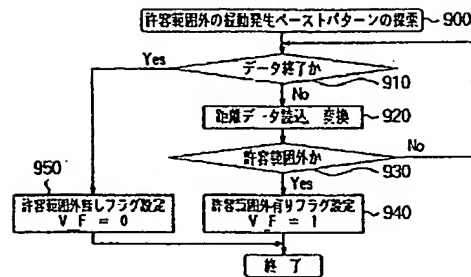 許容範囲外の振動発生ペーストパターンの探索
900
Yes
データ終了か
910
No
距離データ読込 変換
920
許容範囲外か
No
930
950
Yes
許容範囲外無しフラグ設定
V F = 0
許容範囲外有りフラグ設定
V F = 1
940
終 了